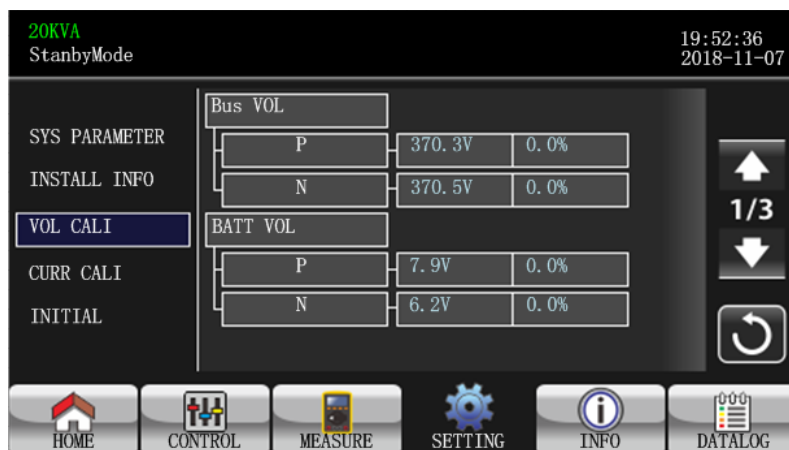 20KVA
StanbyMode
19:52:36
2018-11-07
SYS PARAMETER
INSTALL INFO
VOL CALI
CURR CALI
INITIAL
Bus VOL
P 370.3V 0.0%
N 370.5V 0.0%
BATT VOL
P 7.9V 0.0%
N 6.2V 0.0%
1/3
HOME CONTROL MEASURE SETTING INFO DATALOG